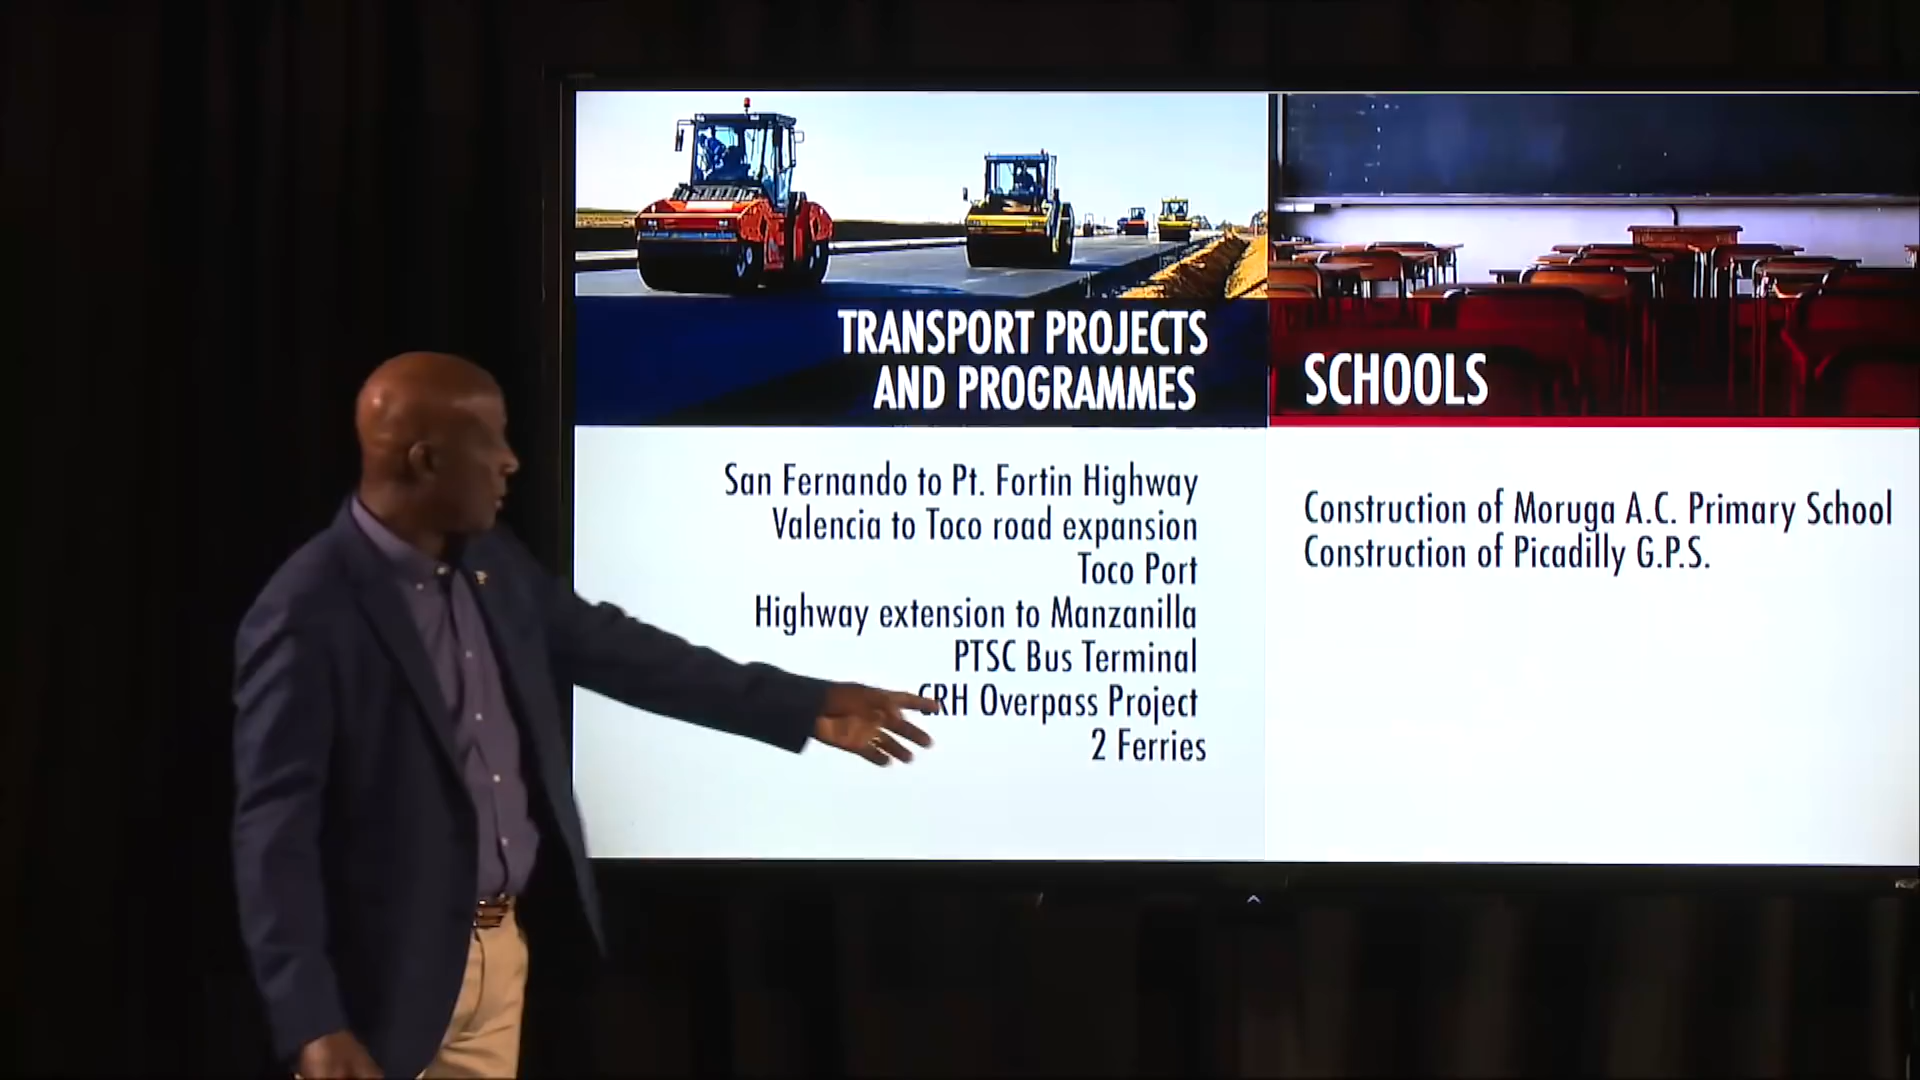 TRANSPORT PROJECTS
AND PROGRAMMES
San Fernando to Pt. Fortin Highway
Valencia to Toco road expansion
Toco Port
Highway extension to Manzanilla
PTSC Bus Terminal
CRH Overpass Project
2 Ferries
SCHOOLS
Construction of Moruga A.C. Primary School
Construction of Picadilly G.P.S.